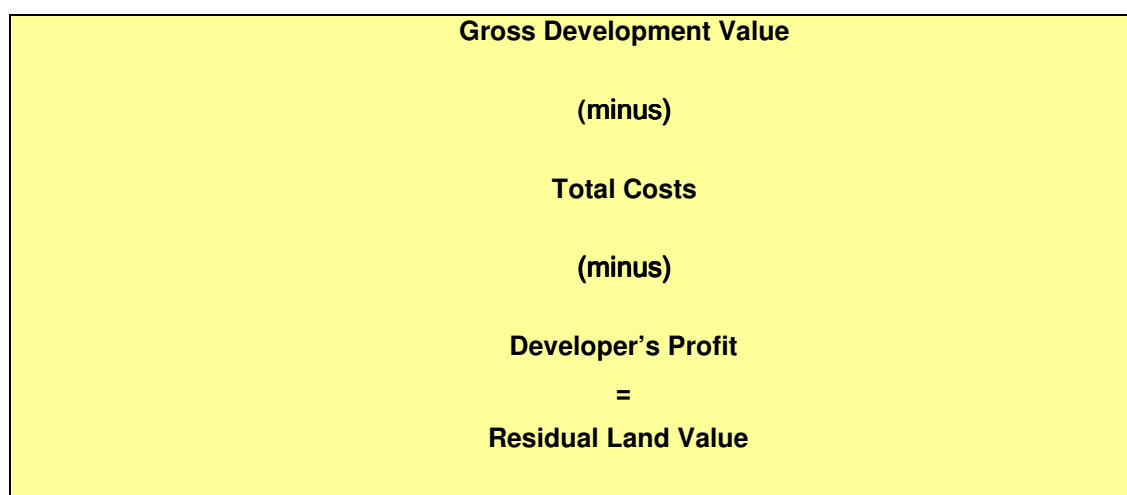 Gross Development Value
(minus)
Total Costs
(minus)
Developer’s Profit
=
Residual Land Value